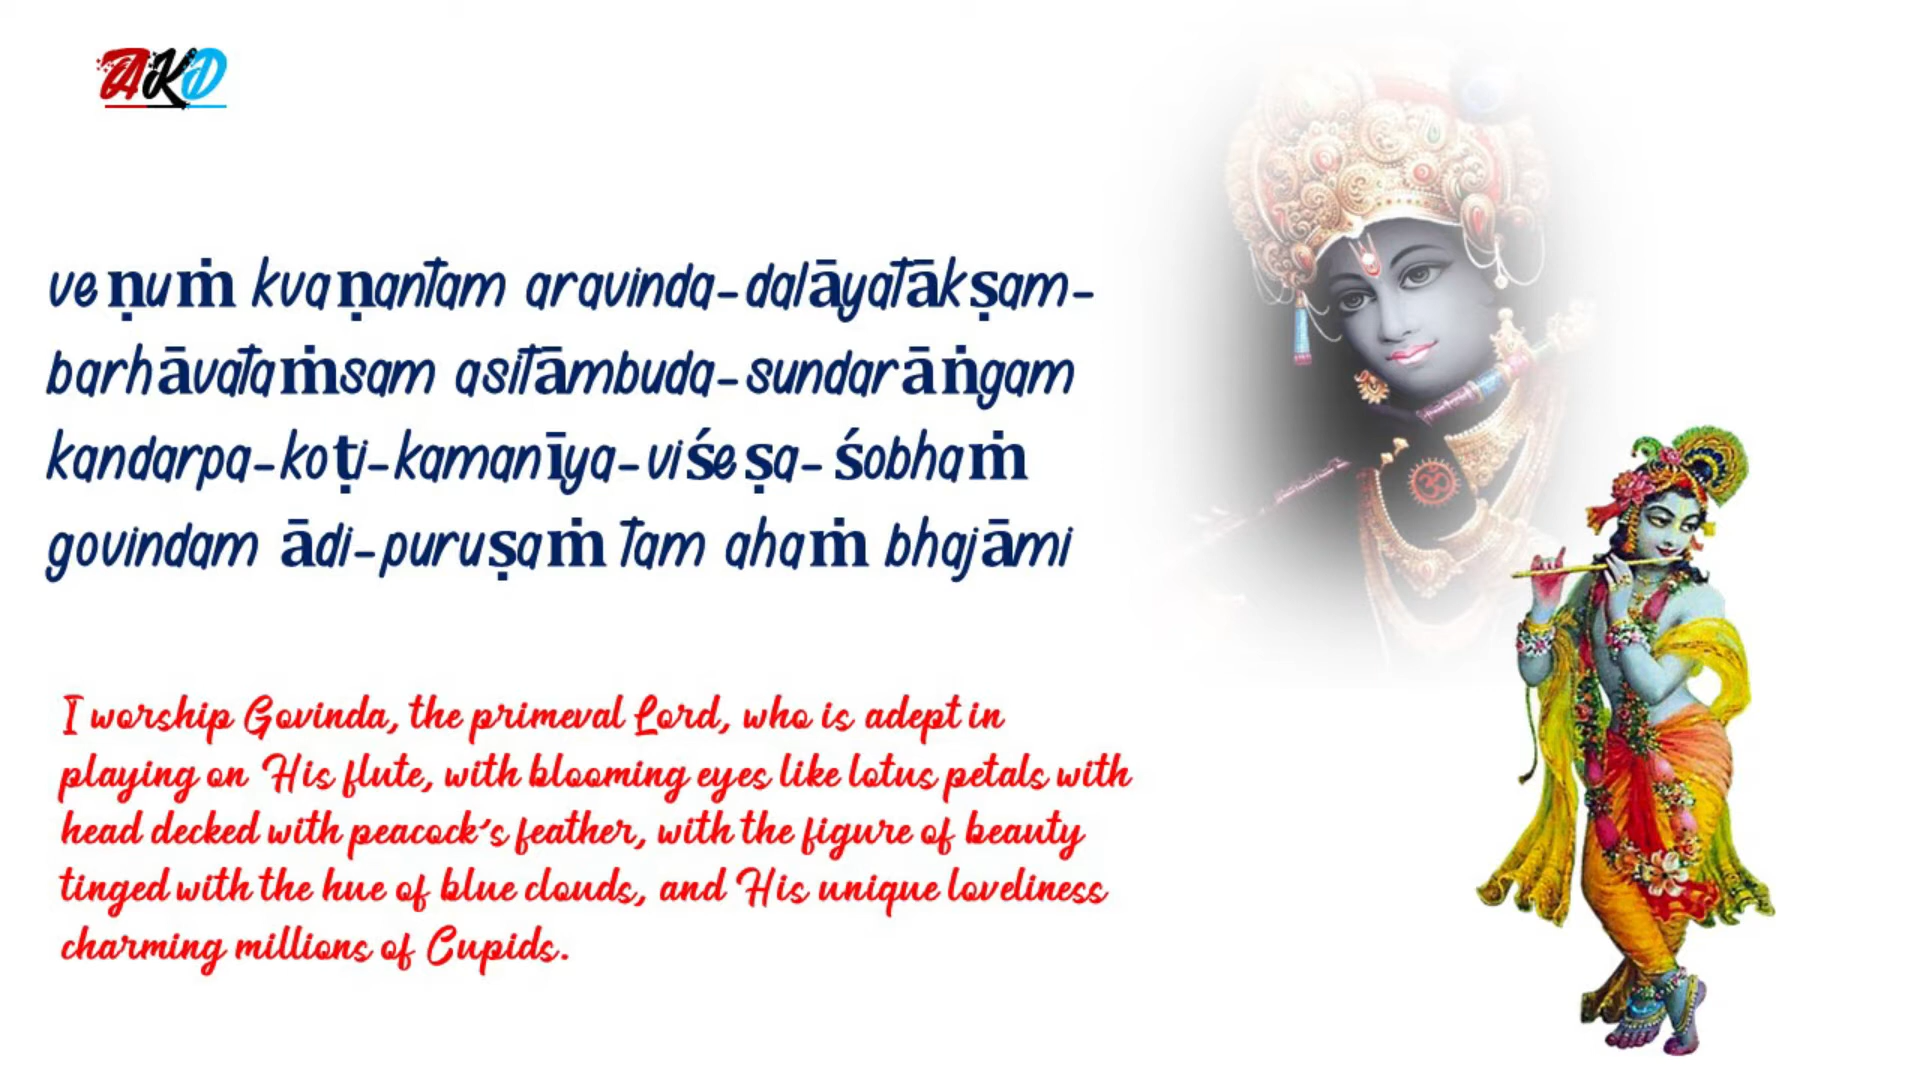 AKD
veṇuṁ kvaṇantam aravinda-dalāyatākṣam-
barhāvataṁsam asitāmbuda-sundarāṅgam
kandarpa-koṭi-kamanīya-viśeṣa-śobhaṁ
govindam ādi-puruṣaṁ tam ahaṁ bhajāmi
I worship Govinda, the primeval Lord, who is adept in
playing on His flute, with blooming eyes like lotus petals with
head decked with peacock's feather, with the figure of beauty
tinged with the hue of blue clouds, and His unique loveliness
charming millions of Cupids.
ॐ